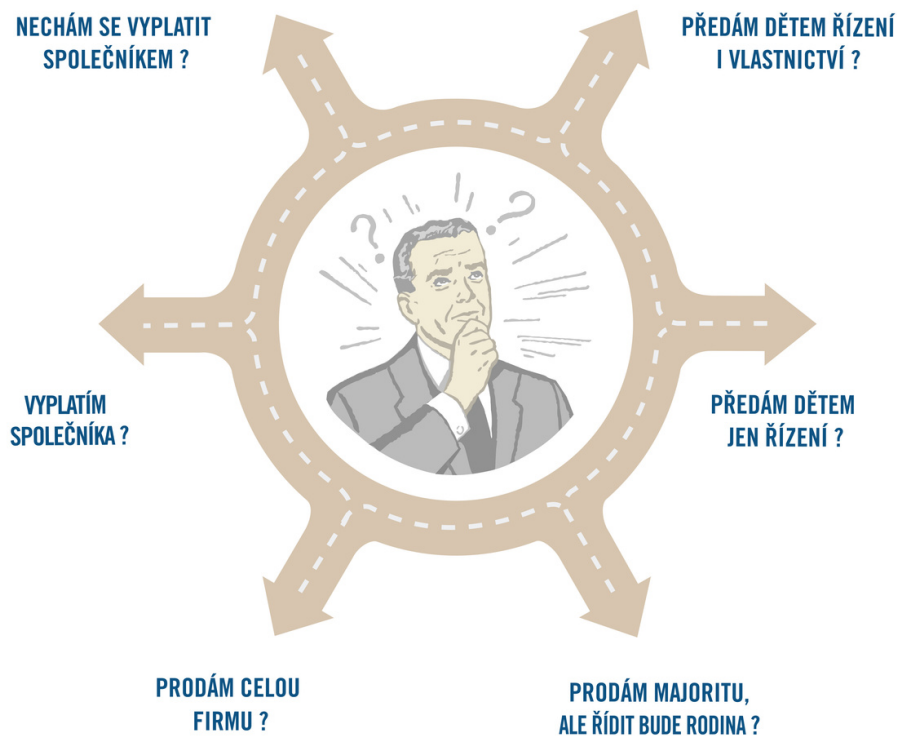 NECHÁM SE VYPLATIT
SPOLEČNÍKEM ?
PŘEDÁM DĚTEM ŘÍZENÍ
I VLASTNICTVÍ ?
VYPLATÍM
SPOLEČNÍKA ?
PŘEDÁM DĚTEM
JEN ŘÍZENÍ ?
PRODÁM CELOU
FIRMU ?
PRODÁM MAJORITU,
ALE ŘÍDIT BUDE RODINA ?
? ?